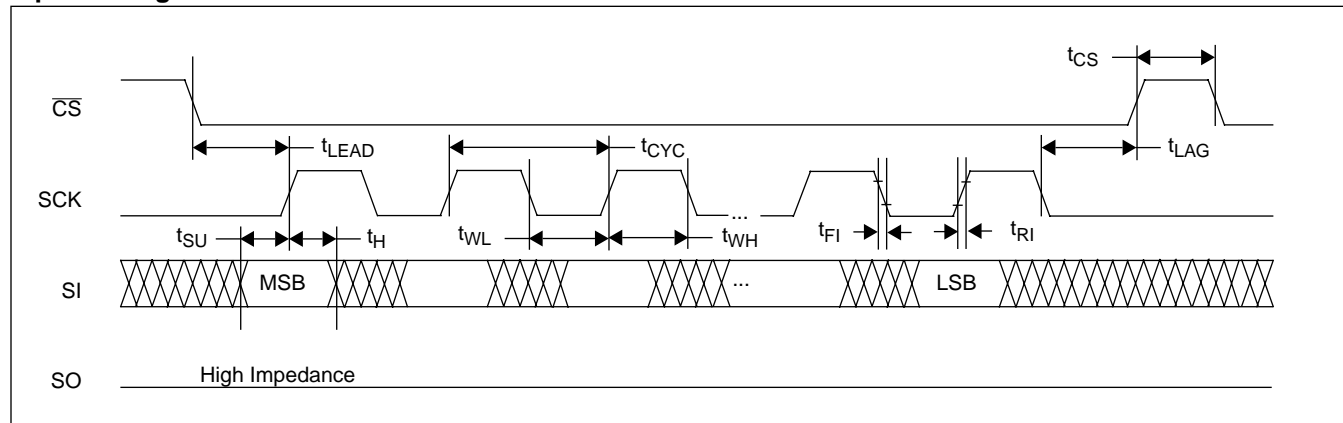 tCS
CS
tLEAD
tCYC
tLAG
SCK
...
tSU
tH
tWL
tWH
tFI
tRI
SI
MSB
...
LSB
SO
High Impedance